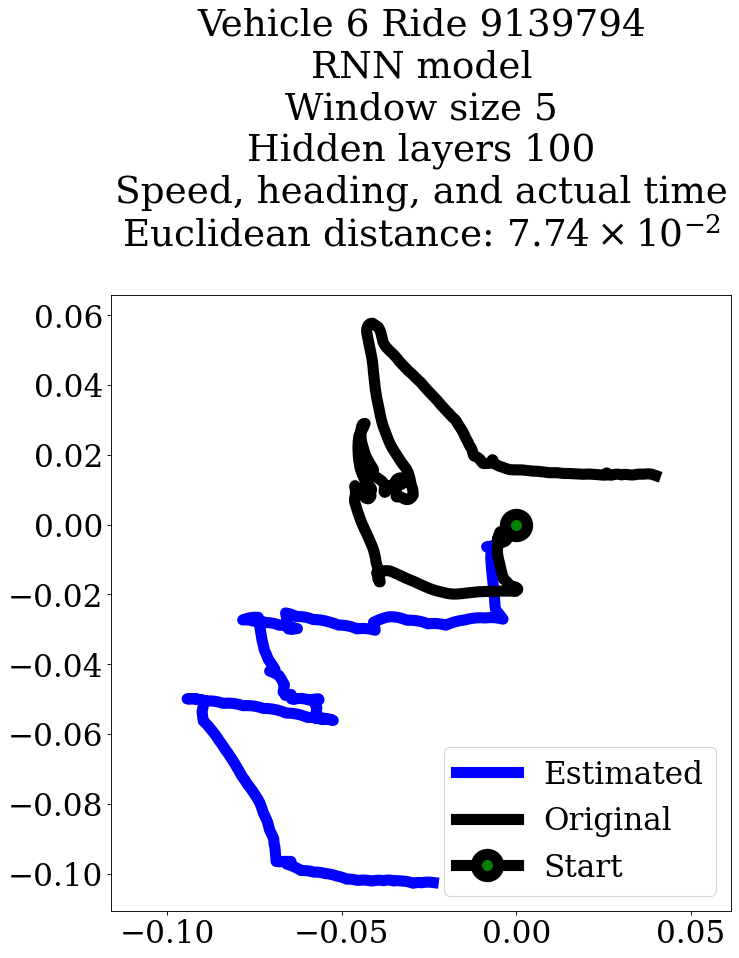 Vehicle 6 Ride 9139794
RNN model
Window size 5
Hidden layers 100
Speed, heading, and actual time
Euclidean distance: 7.74 × 10⁻²
0.06
0.04
0.02
0.00
−0.02
−0.04
−0.06
−0.08
−0.10
Estimated
Original
Start
−0.10 −0.05 0.00 0.05